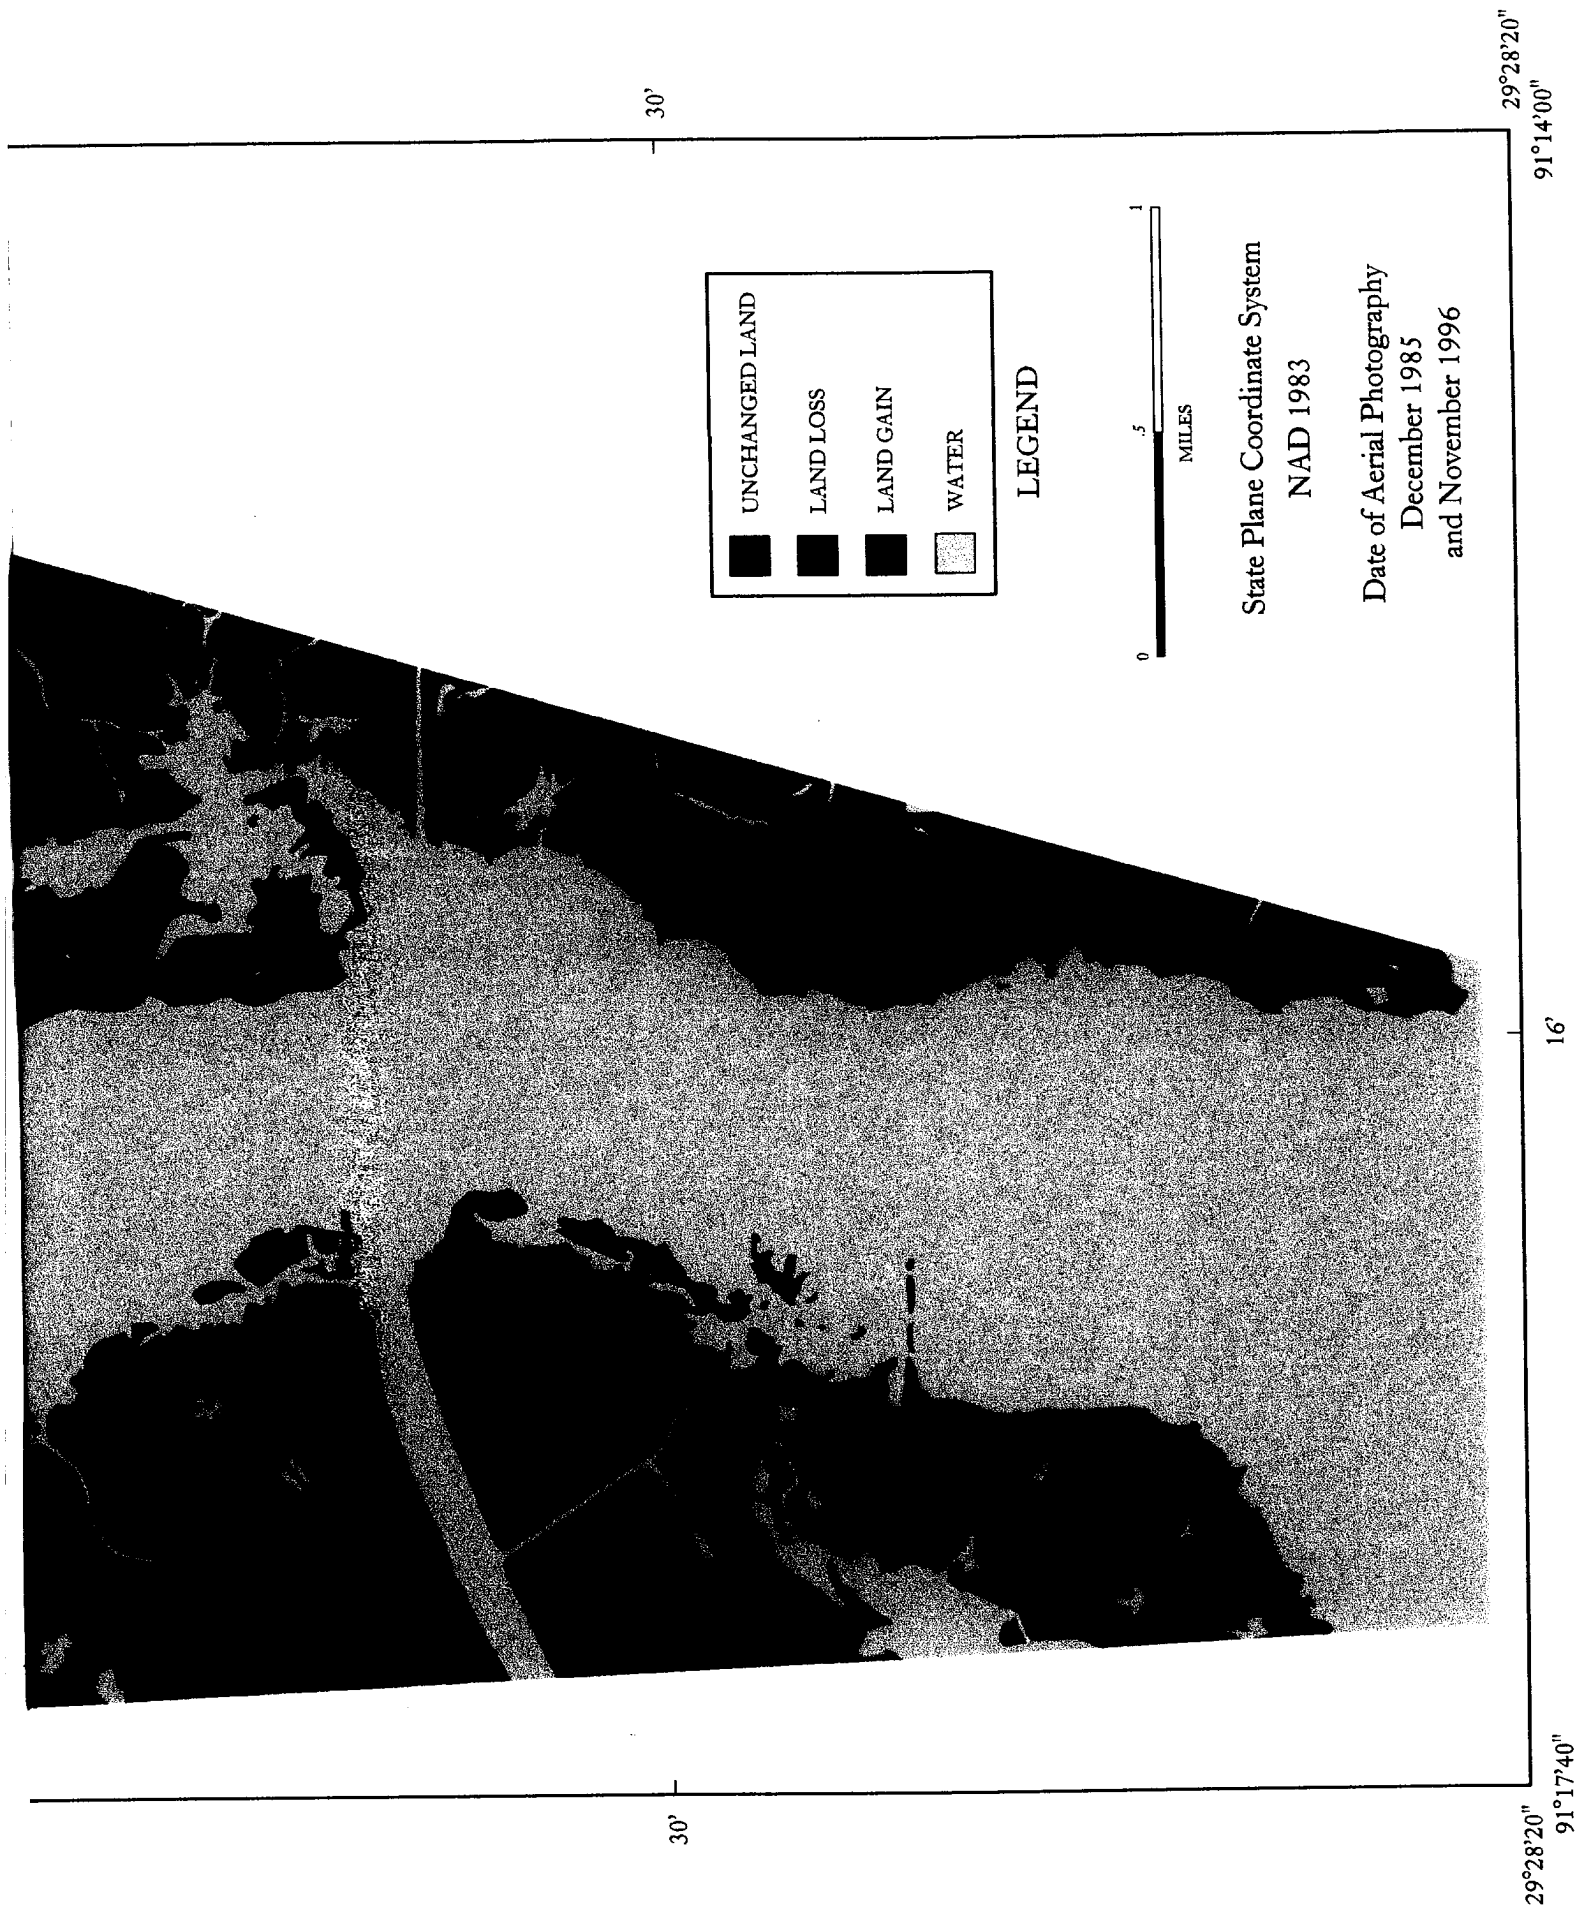 30'
UNCHANGED LAND
LAND LOSS
LAND GAIN
WATER
LEGEND
0 .5 1
MILES
State Plane Coordinate System
NAD 1983
Date of Aerial Photography
December 1985
and November 1996
30'
29°28'20"
91°17'40"
16'
29°28'20"
91°14'00"